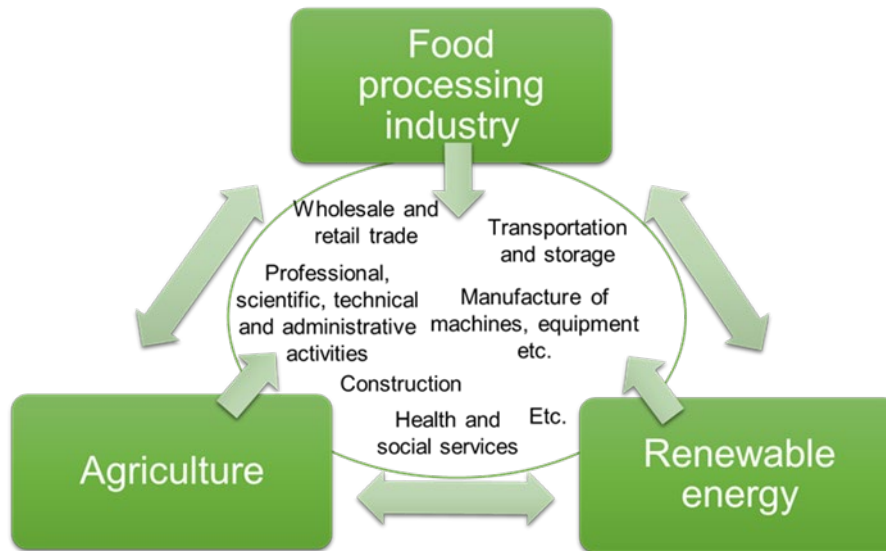 Food
processing
industry
Wholesale and
retail trade
Transportation
and storage
Professional,
scientific, technical
and administrative
activities
Manufacture of
machines, equipment
etc.
Construction
Health and
social services
Etc.
Agriculture
Renewable
energy